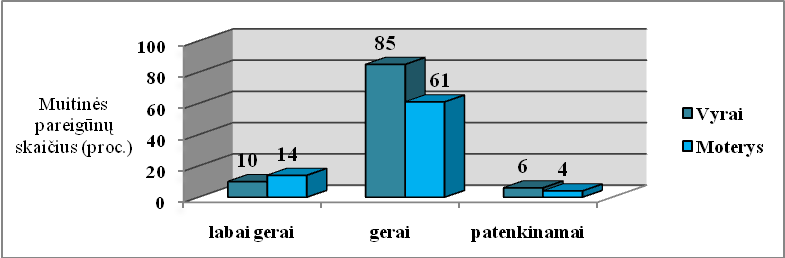 100
80
60
40
20
0
Muitinės
pareigūnų
skaičius (proc.)
10
14
85
61
6
4
labai gerai
gerai
patenkinamai
Vyrai
Moterys